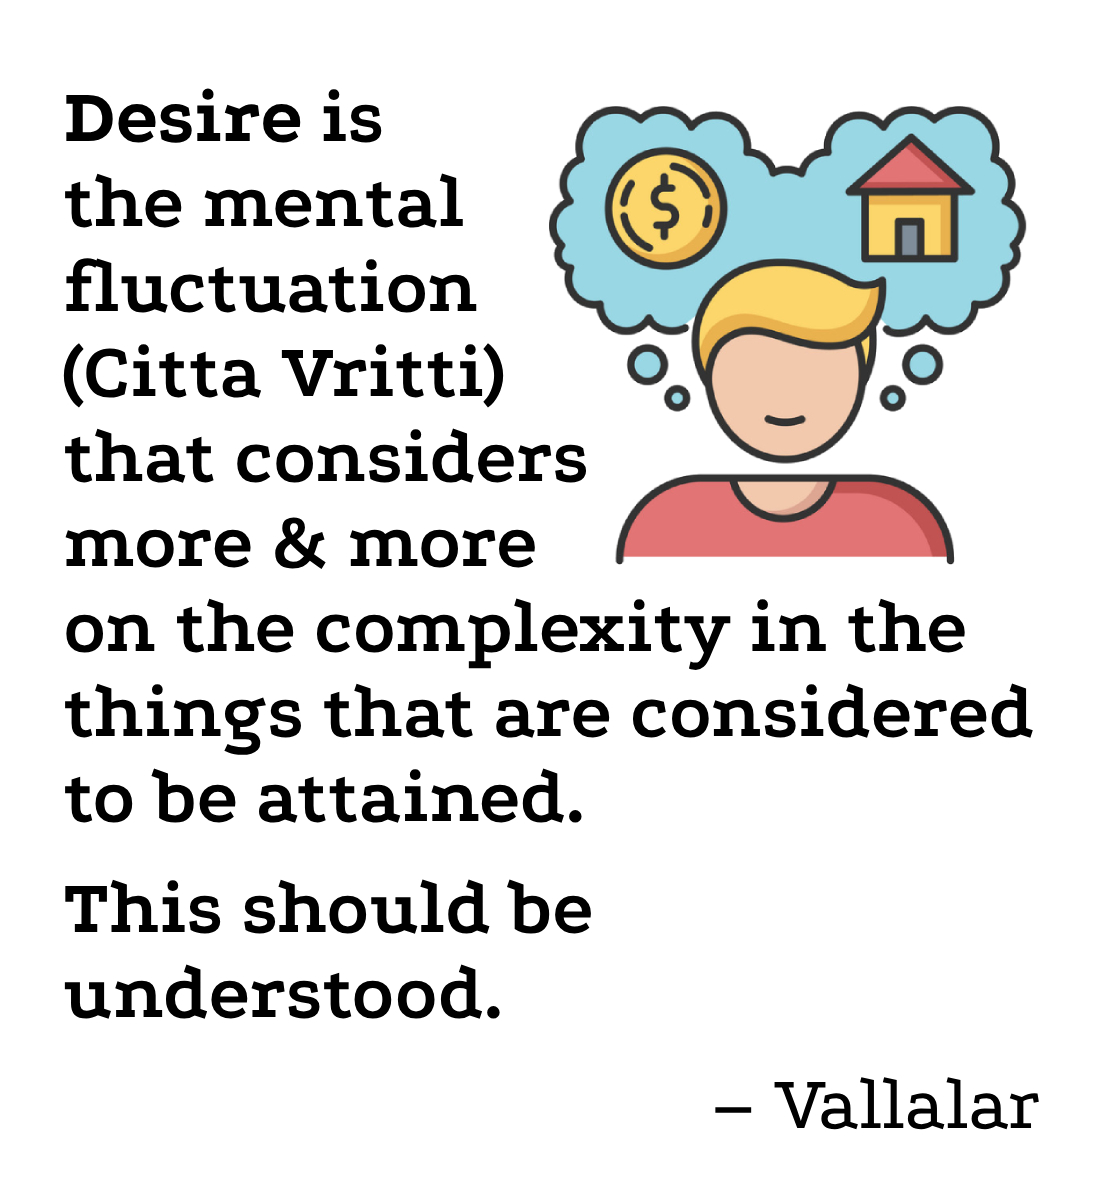 Desire is
the mental
fluctuation
(Citta Vritti)
that considers
more & more
on the complexity in the
things that are considered
to be attained.
This should be
understood.
– Vallalar
$